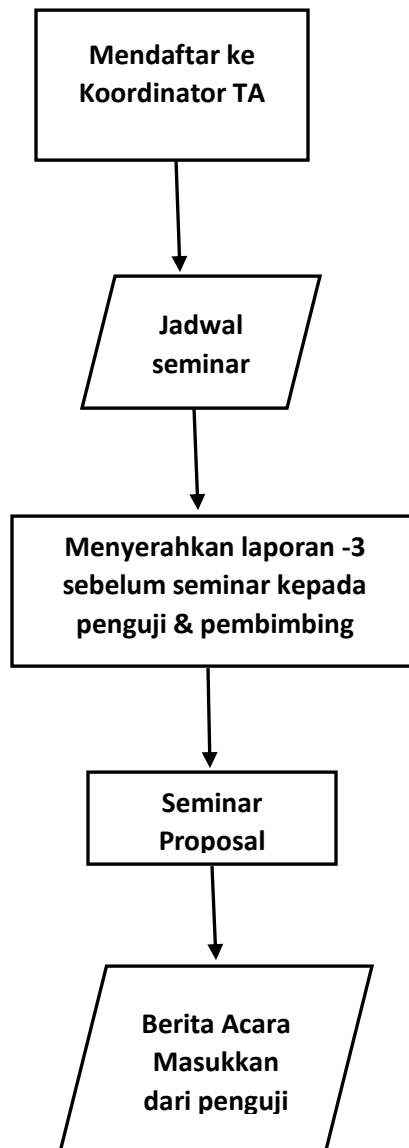 Mendaftar ke
Koordinator TA
Jadwal
seminar
Menyerahkan laporan -3
sebelum seminar kepada
penguji & pembimbing
Seminar
Proposal
Berita Acara
Masukkan
dari penguji